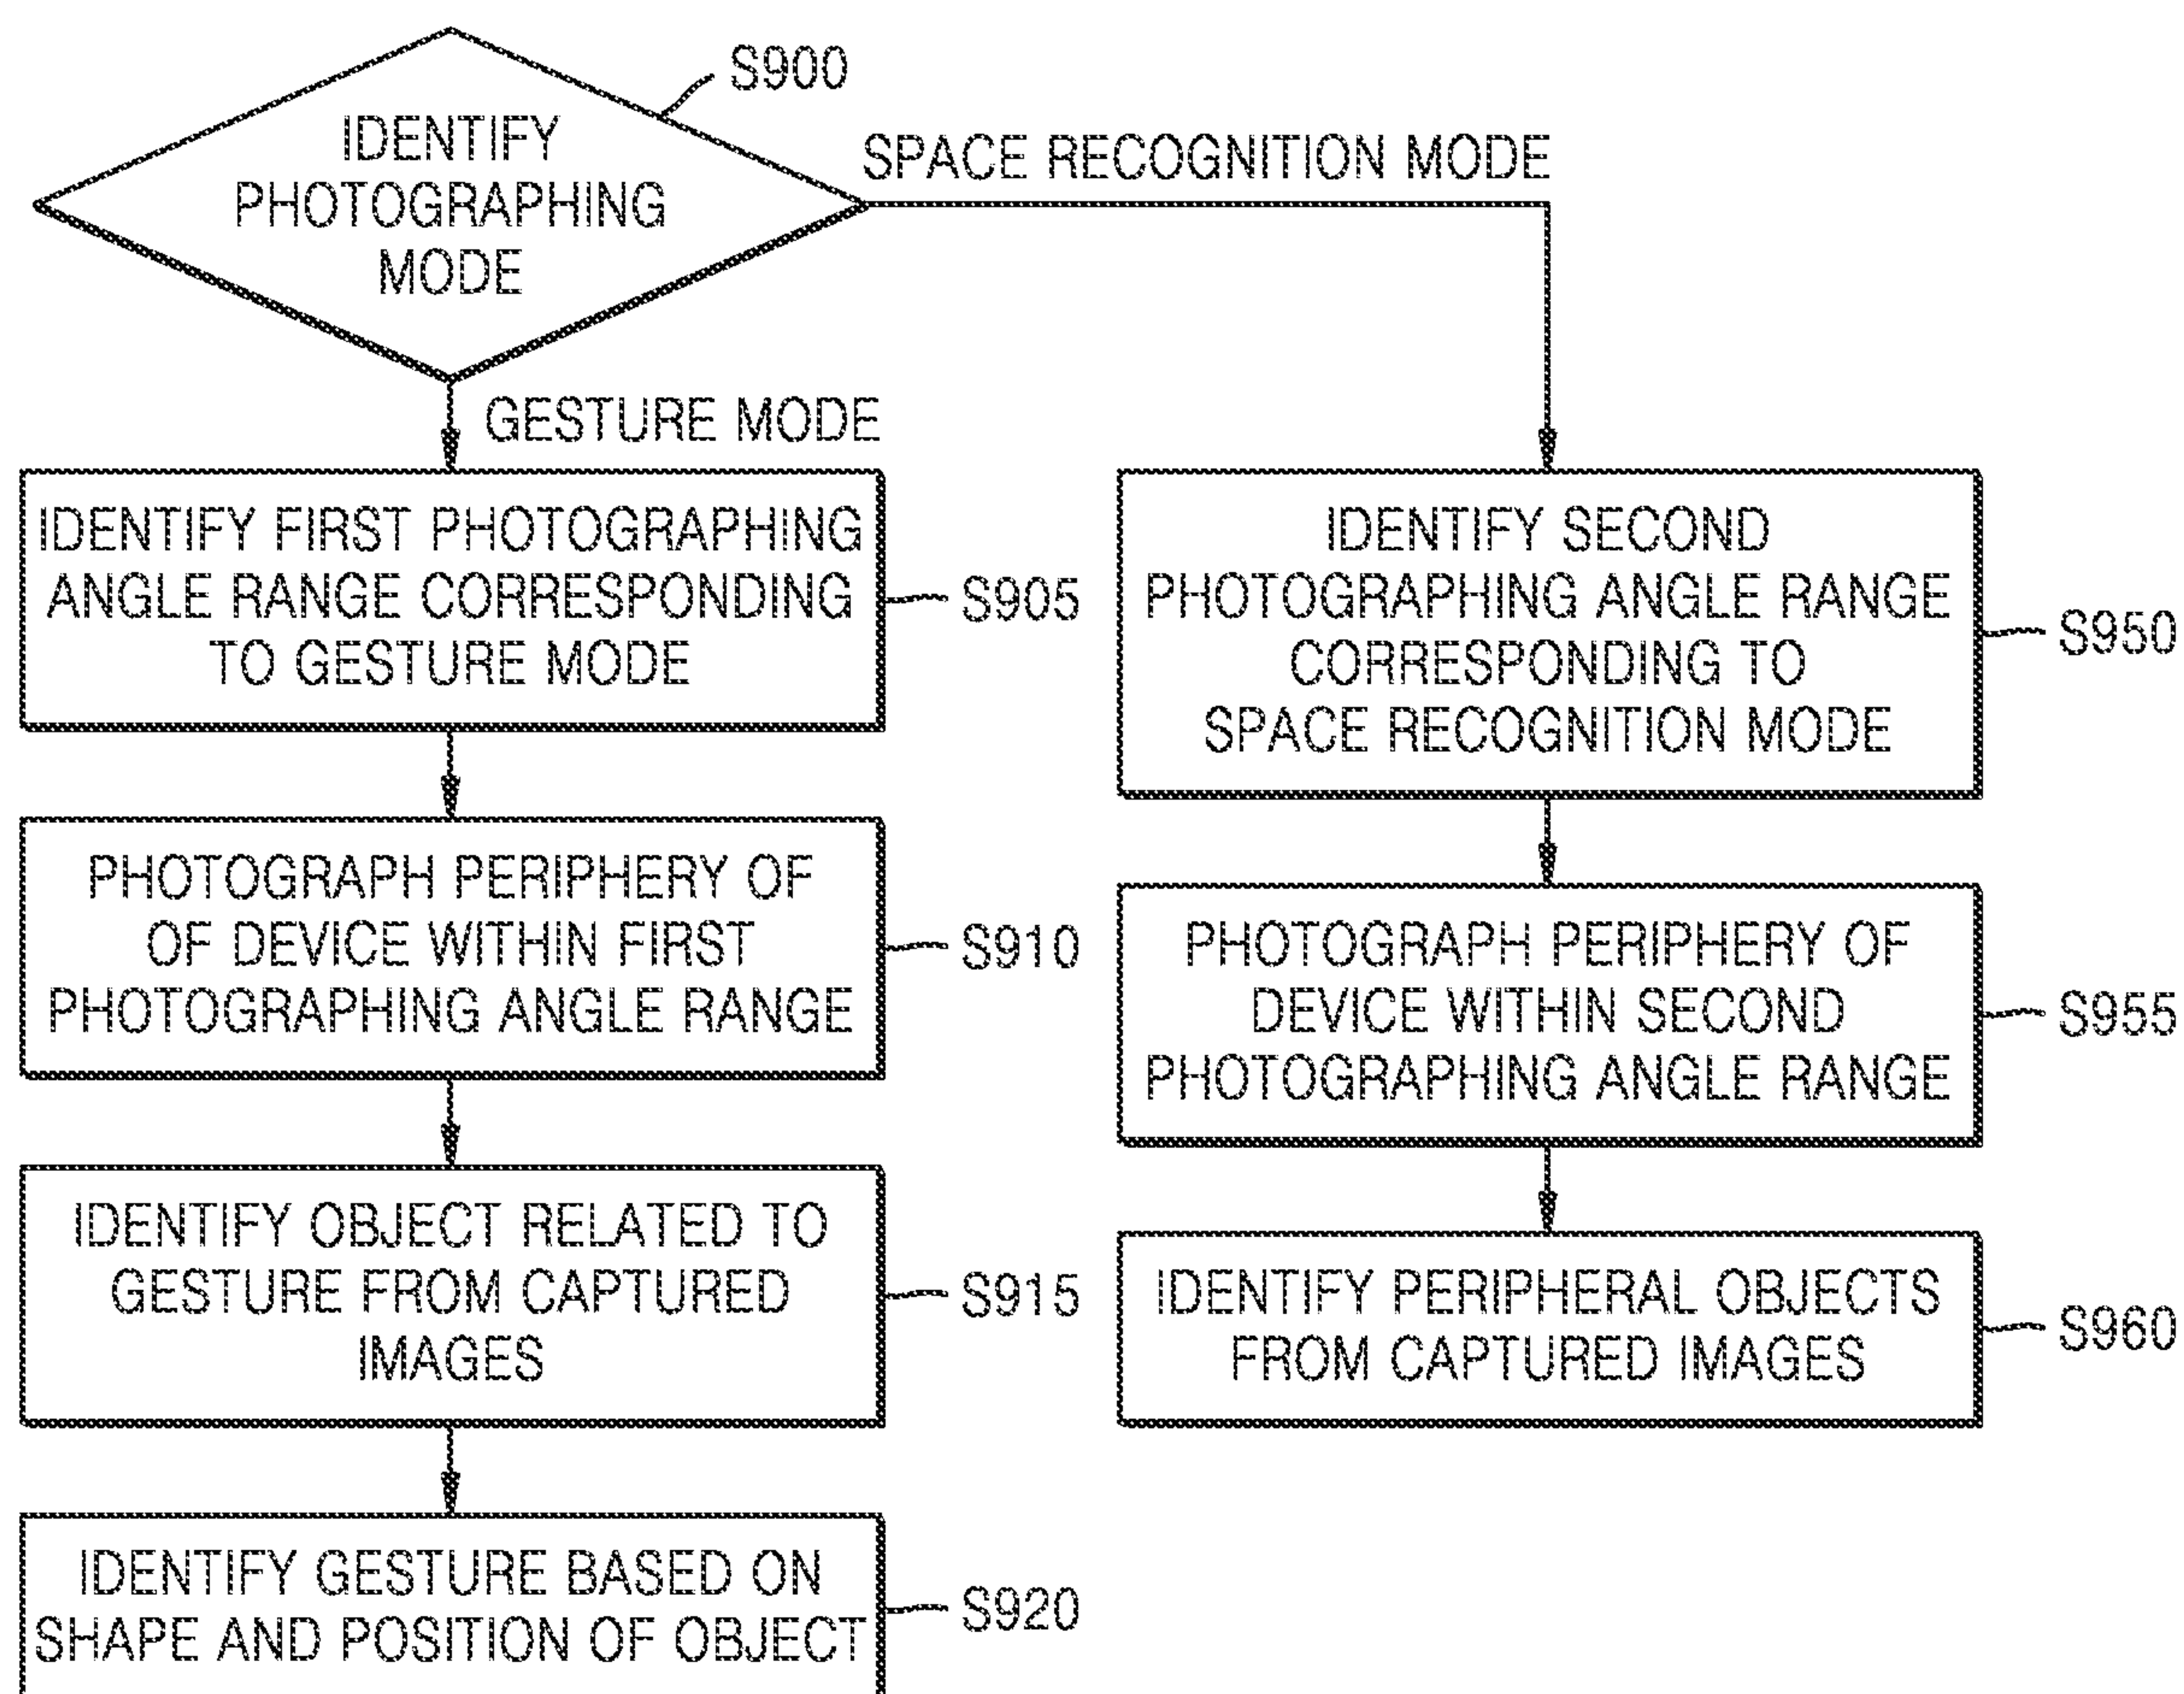 S900
IDENTIFY
PHOTOGRAPHING
MODE
SPACE RECOGNITION MODE
GESTURE MODE
IDENTIFY FIRST PHOTOGRAPHING
ANGLE RANGE CORRESPONDING
TO GESTURE MODE
S905
PHOTOGRAPH PERIPHERY OF
OF DEVICE WITHIN FIRST
PHOTOGRAPHING ANGLE RANGE
S910
IDENTIFY OBJECT RELATED TO
GESTURE FROM CAPTURED
IMAGES
S915
IDENTIFY GESTURE BASED ON
SHAPE AND POSITION OF OBJECT
S920
IDENTIFY SECOND
PHOTOGRAPHING ANGLE RANGE
CORRESPONDING TO
SPACE RECOGNITION MODE
S950
PHOTOGRAPH PERIPHERY OF
DEVICE WITHIN SECOND
PHOTOGRAPHING ANGLE RANGE
S955
IDENTIFY PERIPHERAL OBJECTS
FROM CAPTURED IMAGES
S960